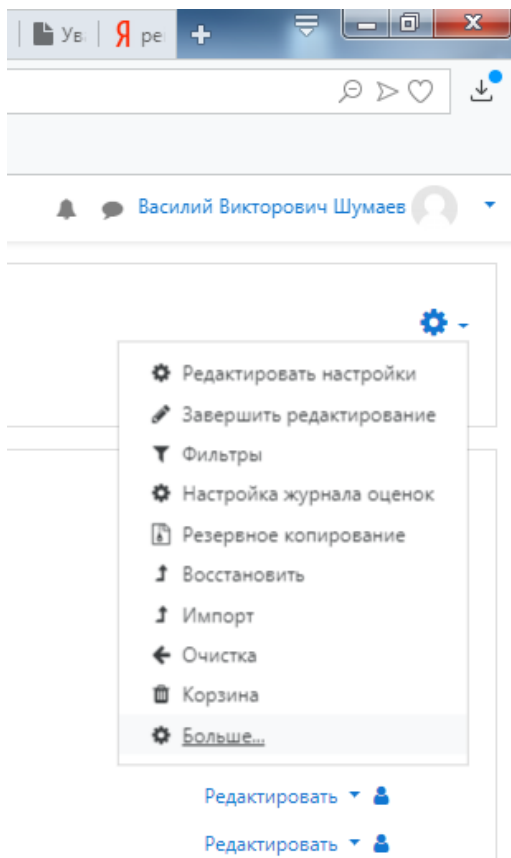 Ув
Я ре
Василий Викторович Шумаев
Редактировать настройки
Завершить редактирование
Фильтры
Настройка журнала оценок
Резервное копирование
Восстановить
Импорт
Очистка
Корзина
Больше...
Редактировать
Редактировать